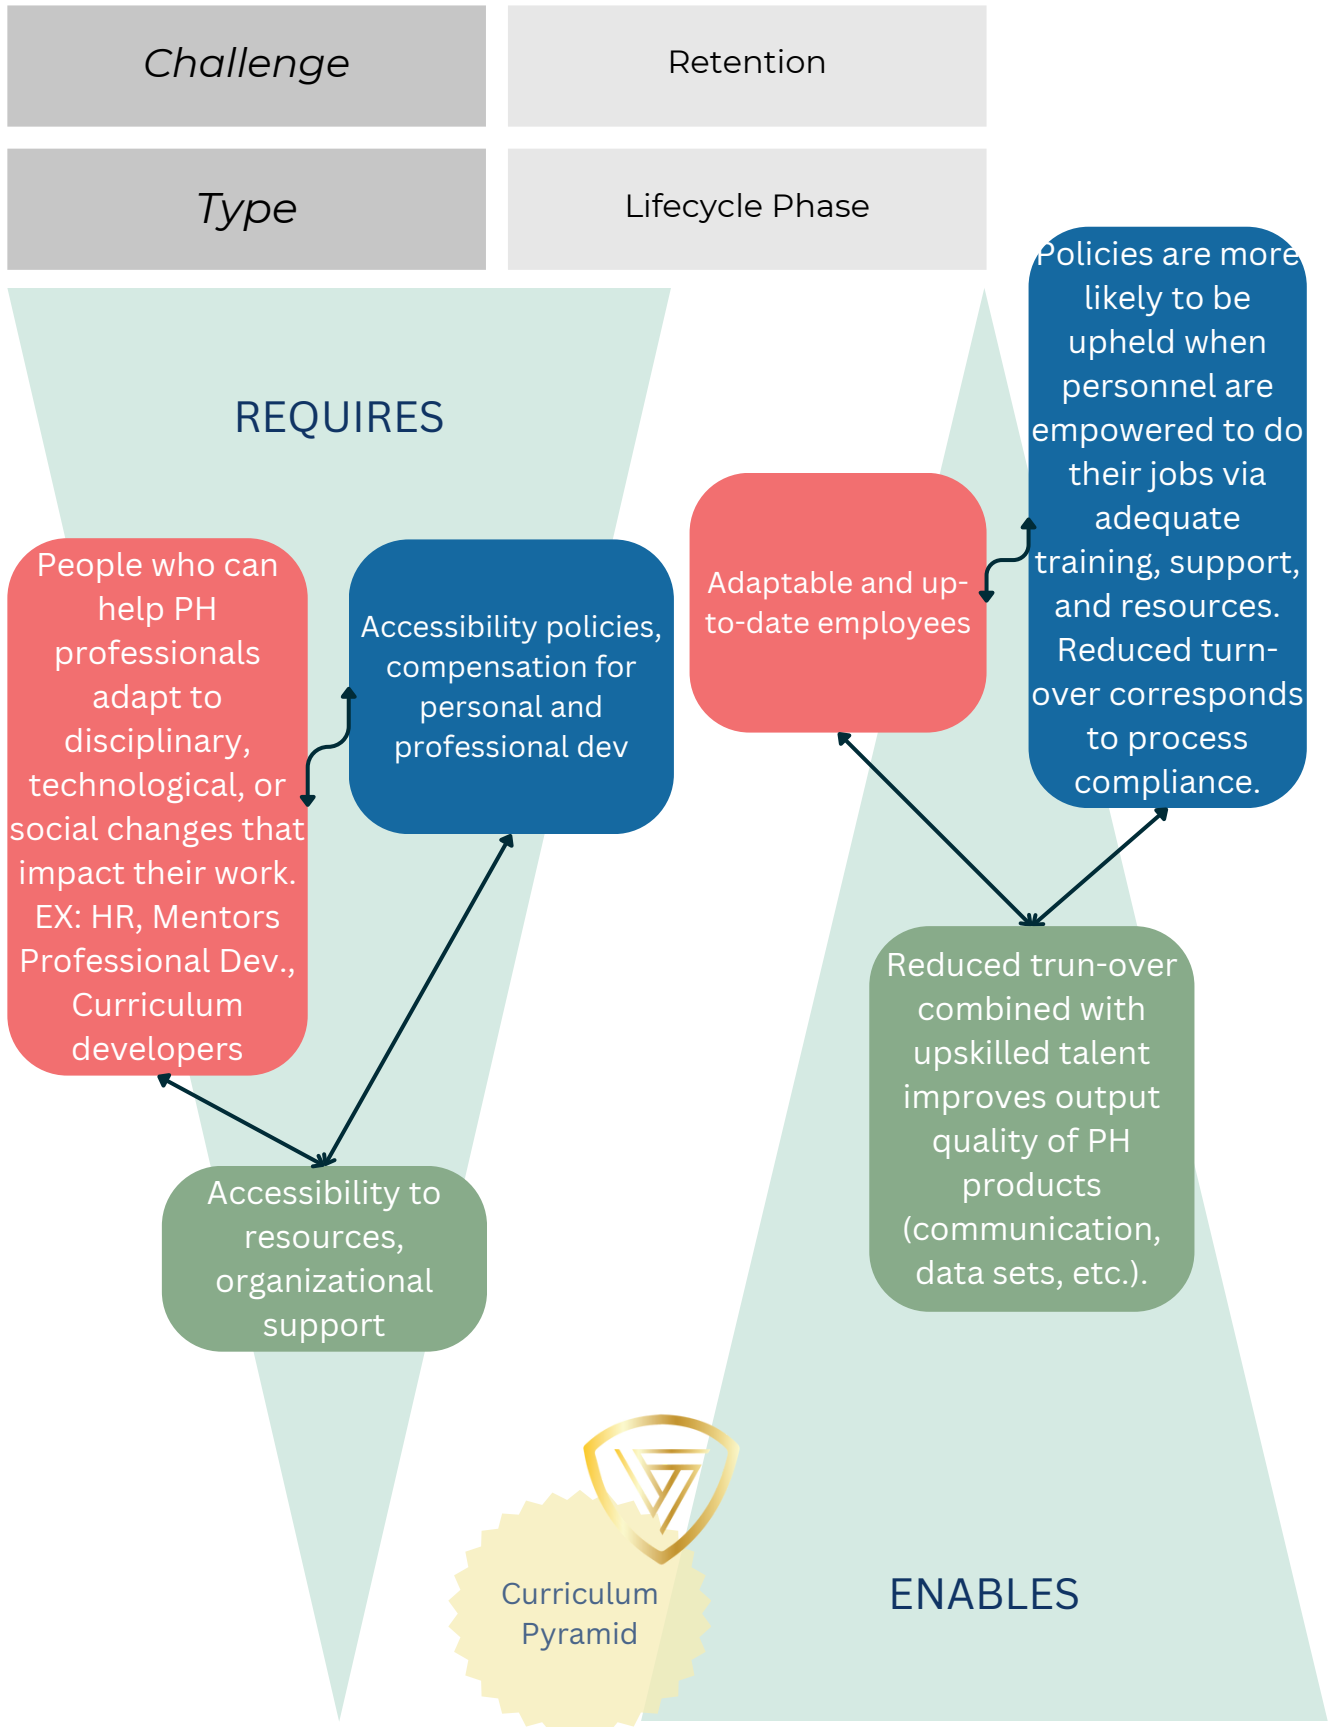 Challenge
Retention
Type
Lifecycle Phase
REQUIRES
People who can
help PH
professionals
adapt to
disciplinary,
technological, or
social changes that
impact their work.
EX: HR, Mentors
Professional Dev.,
Curriculum
developers
Accessibility policies,
compensation for
personal and
professional dev
Accessibility to
resources,
organizational
support
Adaptable and up-
to-date employees
Policies are more
likely to be
upheld when
personnel are
empowered to do
their jobs via
adequate
training, support,
and resources.
Reduced turn-
over corresponds
to process
compliance.
Reduced trun-over
combined with
upskilled talent
improves output
quality of PH
products
(communication,
data sets, etc.).
Curriculum
Pyramid
ENABLES